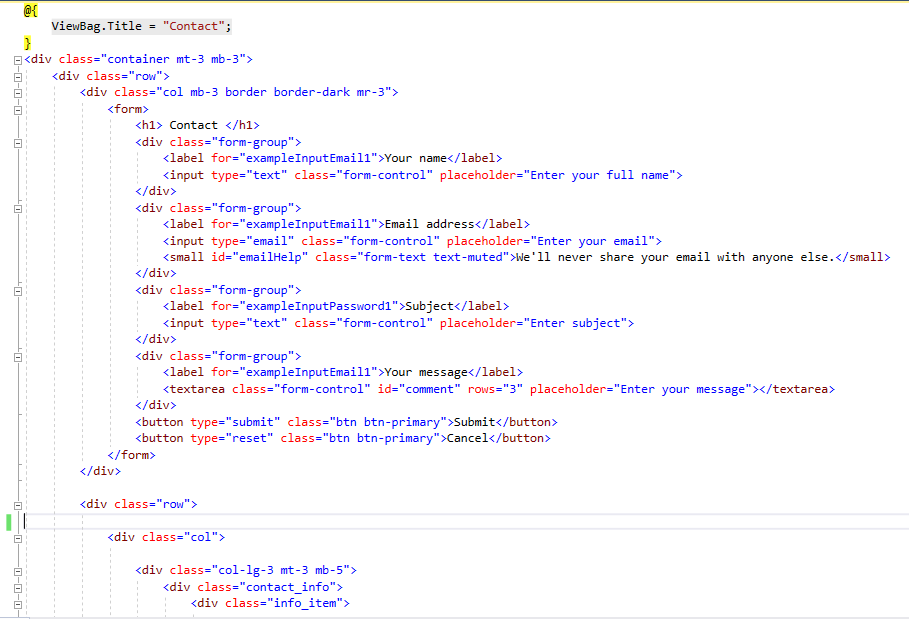 @{
    ViewBag.Title = "Contact";
}
<div class="container mt-3 mb-3">
    <div class="row">
        <div class="col mb-3 border border-dark mr-3">
            <form>
                <h1> Contact </h1>
                <div class="form-group">
                    <label for="exampleInputEmail1">Your name</label>
                    <input type="text" class="form-control" placeholder="Enter your full name">
                </div>
                <div class="form-group">
                    <label for="exampleInputEmail1">Email address</label>
                    <input type="email" class="form-control" placeholder="Enter your email">
                    <small id="emailHelp" class="form-text text-muted">We'll never share your email with anyone else.</small>
                </div>
                <div class="form-group">
                    <label for="exampleInputPassword1">Subject</label>
                    <input type="text" class="form-control" placeholder="Enter subject">
                </div>
                <div class="form-group">
                    <label for="exampleInputEmail1">Your message</label>
                    <textarea class="form-control" id="comment" rows="3" placeholder="Enter your message"></textarea>
                </div>
                <button type="submit" class="btn btn-primary">Submit</button>
                <button type="reset" class="btn btn-primary">Cancel</button>
            </form>
        </div>
        <div class="row">
            <div class="col">
                <div class="col-lg-3 mt-3 mb-5">
                    <div class="contact_info">
                        <div class="info_item">